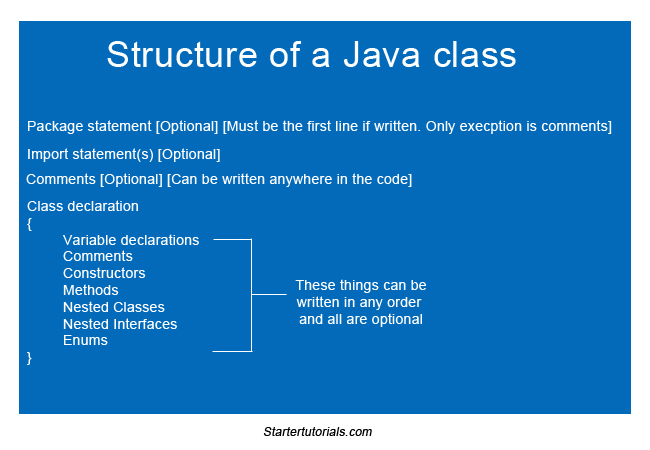 Structure of a Java class
Package statement [Optional] [Must be the first line if written. Only execption is comments]
Import statement(s) [Optional]
Comments [Optional] [Can be written anywhere in the code]
Class declaration
{
Variable declarations
Comments
Constructors
Methods
Nested Classes
Nested Interfaces
Enums
}
These things can be
written in any order
and all are optional
Startertutorials.com